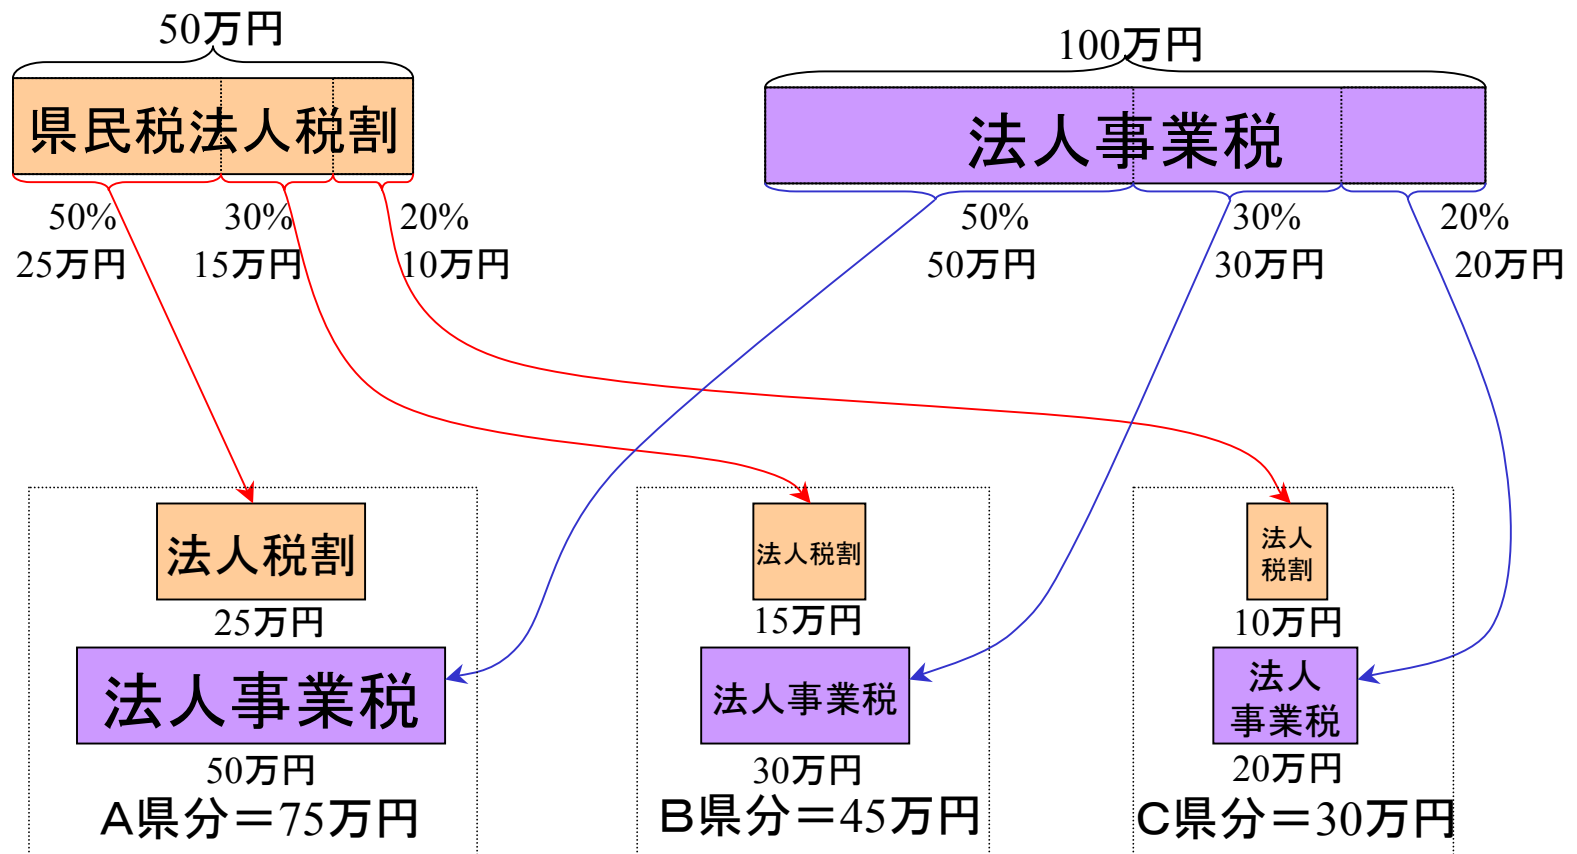 50万円
100万円
県民税法人税割
法人事業税
50%
30%
20%
50%
30%
20%
25万円
15万円
10万円
50万円
30万円
20万円
法人税割
法人税割
法人
税割
25万円
15万円
10万円
法人事業税
法人事業税
法人
事業税
50万円
30万円
20万円
A県分＝75万円
B県分＝45万円
C県分＝30万円